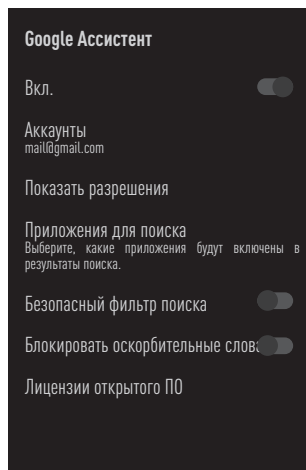 Google Ассистент
Вкл.
Аккаунты
mail@gmail.com
Показать разрешения
Приложения для поиска
Выберите, какие приложения будут включены в
результаты поиска.
Безопасный фильтр поиска
Блокировать оскорбительные слова
Лицензии открытого ПО